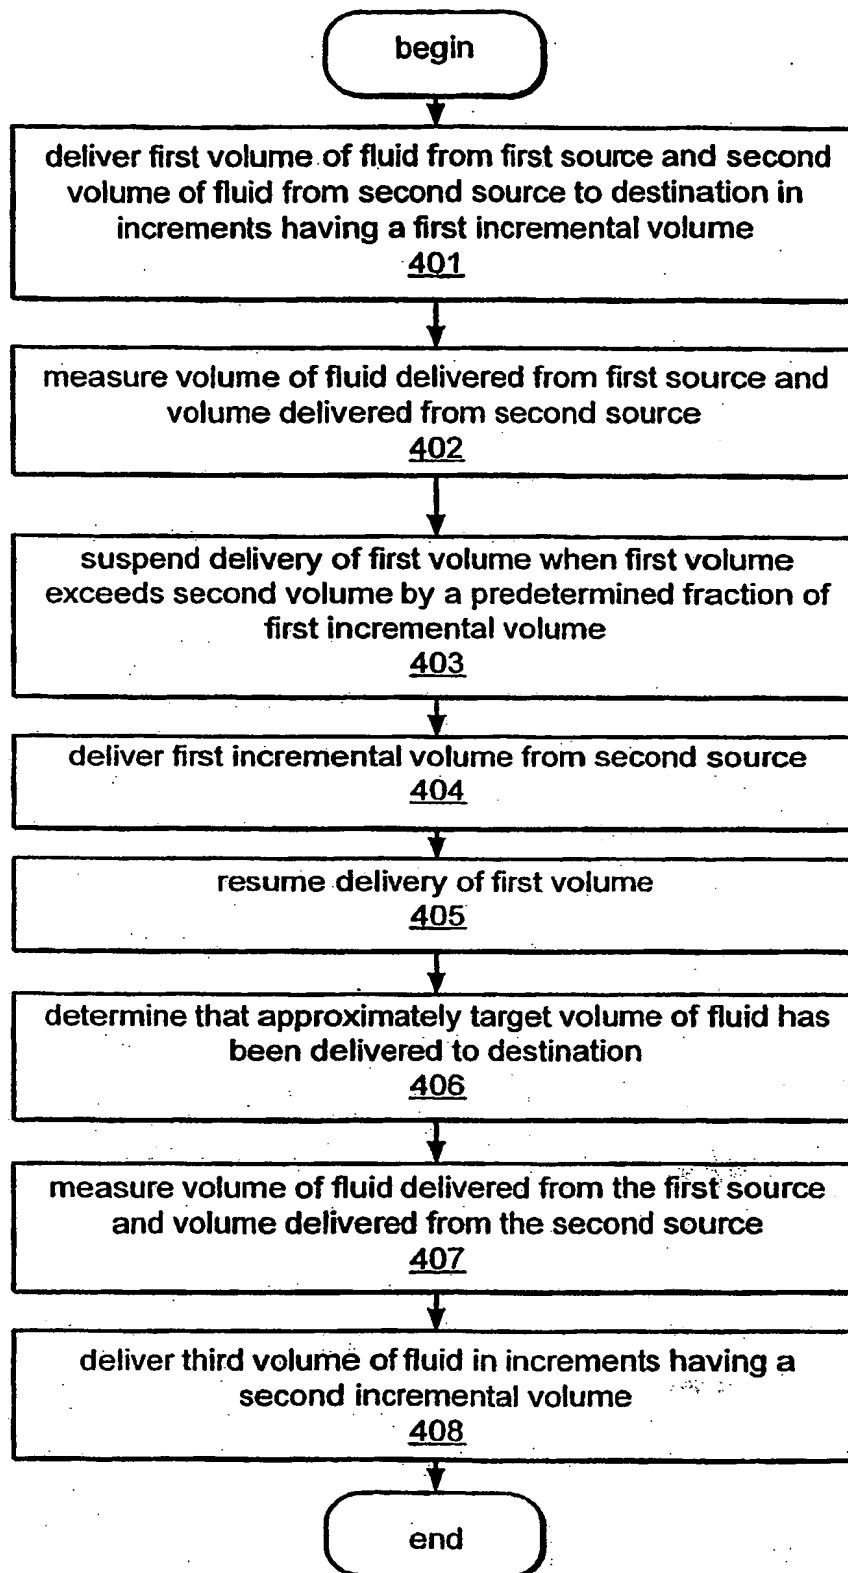 begin
deliver first volume of fluid from first source and second
volume of fluid from second source to destination in
increments having a first incremental volume
401
measure volume of fluid delivered from first source and
volume delivered from second source
402
suspend delivery of first volume when first volume
exceeds second volume by a predetermined fraction of
first incremental volume
403
deliver first incremental volume from second source
404
resume delivery of first volume
405
determine that approximately target volume of fluid has
been delivered to destination
406
measure volume of fluid delivered from the first source
and volume delivered from the second source
407
deliver third volume of fluid in increments having a
second incremental volume
408
end